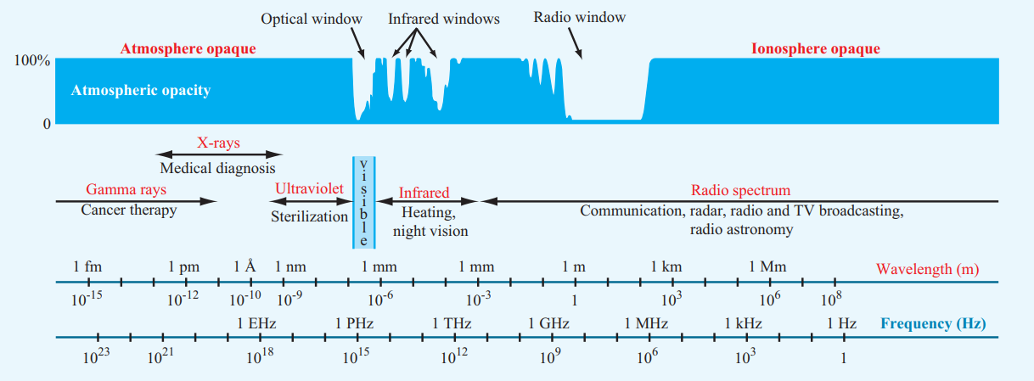 Optical window Infrared windows Radio window
Atmosphere opaque Ionosphere opaque
100%
Atmospheric opacity
0
X-rays
Medical diagnosis
Gamma rays
Cancer therapy
Ultraviolet
Sterilization
visible
Infrared
Heating,
night vision
Radio spectrum
Communication, radar, radio and TV broadcasting,
radio astronomy
1 fm 1 pm 1 Å 1 nm 1 mm 1 mm 1 m 1 km 1 Mm Wavelength (m)
10⁻¹⁵ 10⁻¹² 10⁻¹⁰ 10⁻⁹ 10⁻⁶ 10⁻³ 1 10³ 10⁶ 10⁸
1 EHz 1 PHz 1 THz 1 GHz 1 MHz 1 kHz 1 Hz Frequency (Hz)
10²³ 10²¹ 10¹⁸ 10¹⁵ 10¹² 10⁹ 10⁶ 10³ 1